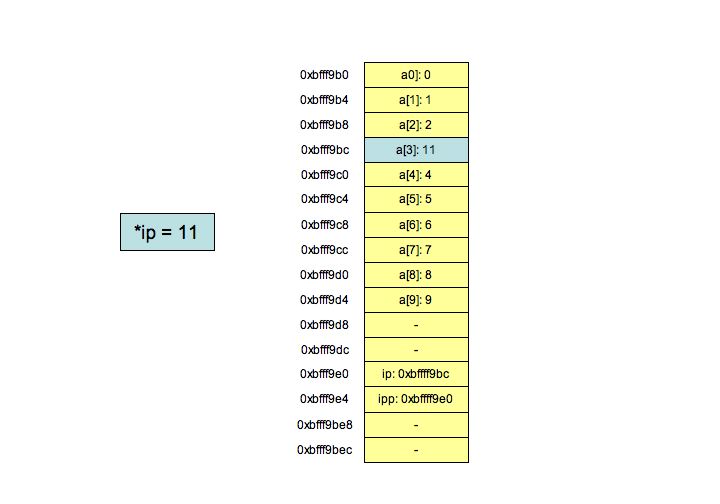 *ip = 11
0xbfff9b0 a0]: 0
0xbfff9b4 a[1]: 1
0xbfff9b8 a[2]: 2
0xbfff9bc a[3]: 11
0xbfff9c0 a[4]: 4
0xbfff9c4 a[5]: 5
0xbfff9c8 a[6]: 6
0xbfff9cc a[7]: 7
0xbfff9d0 a[8]: 8
0xbfff9d4 a[9]: 9
0xbfff9d8 -
0xbfff9dc -
0xbfff9e0 ip: 0xbffff9bc
0xbfff9e4 ipp: 0xbffff9e0
0xbfff9be8 -
0xbfff9bec -